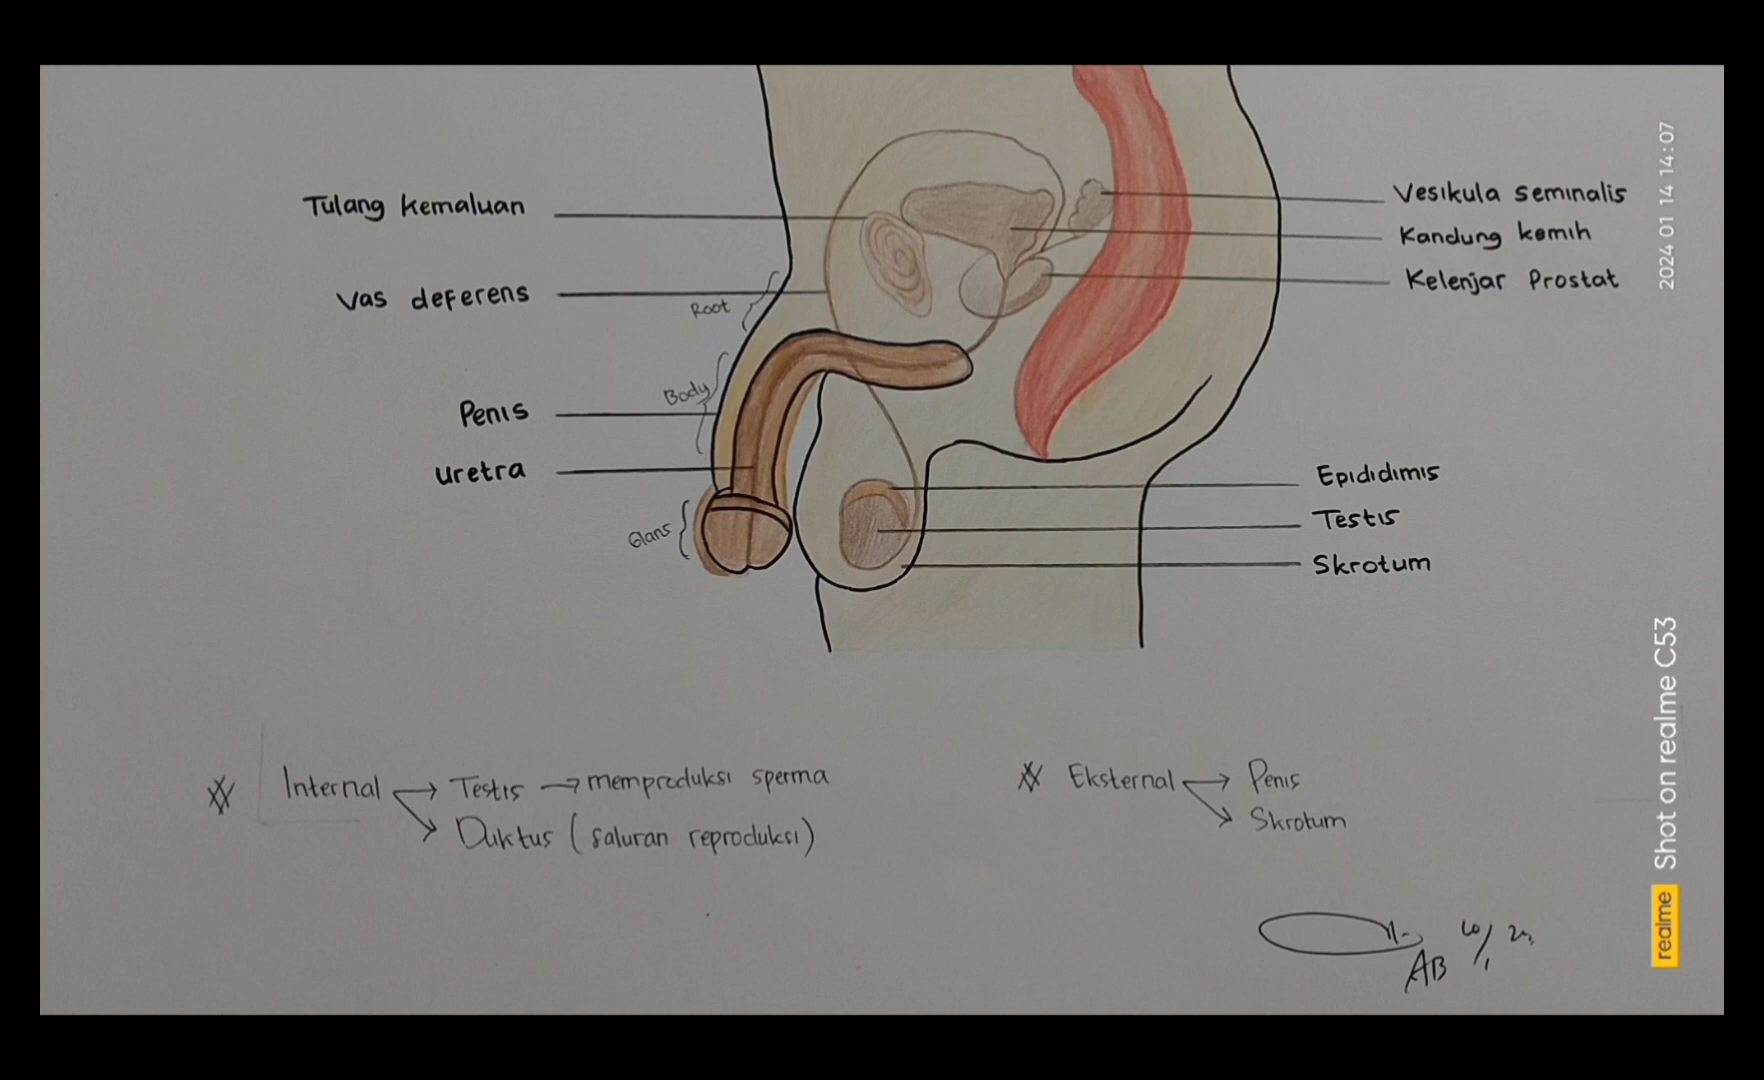 Tulang kemaluan
Vas deferens
Root
Body
Penis
Uretra
Glans
Vesikula seminalis
Kandung kemih
Kelenjar Prostat
Epididimis
Testis
Skrotum
Internal → Testis → memproduksi sperma
Duktus (saluran reproduksi)
Eksternal → Penis
Skrotum
AB
2024 01 14 14:07
realme Shot on realme C53